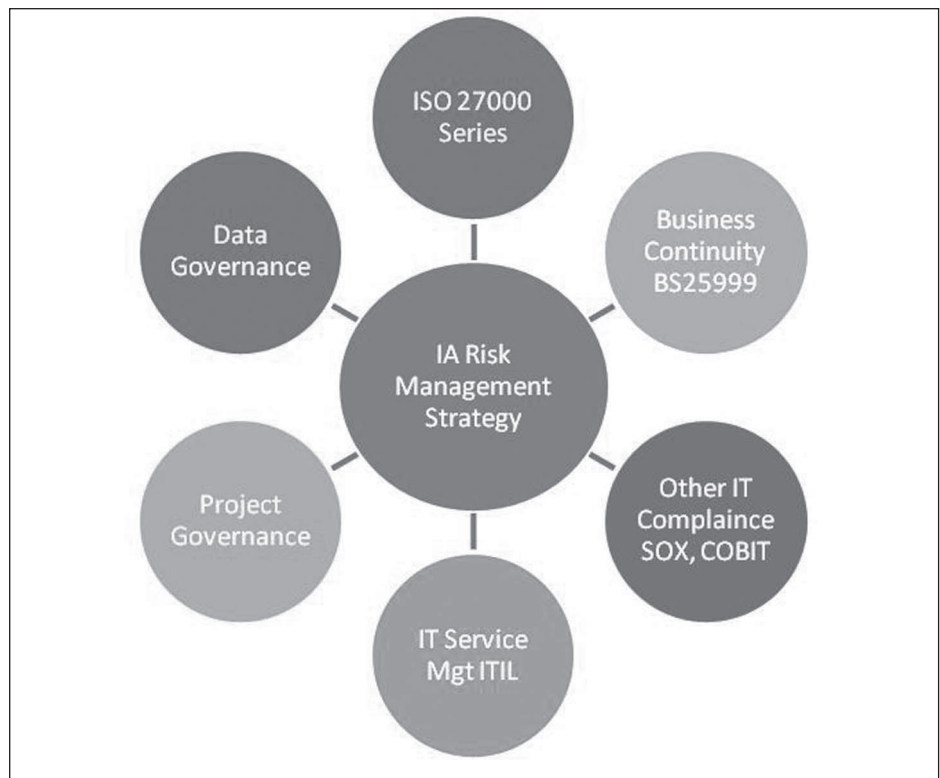 ISO 27000
Series
Business
Continuity
BS25999
Other IT
Complaince
SOX, COBIT
IT Service
Mgt ITIL
Project
Governance
Data
Governance
IA Risk
Management
Strategy